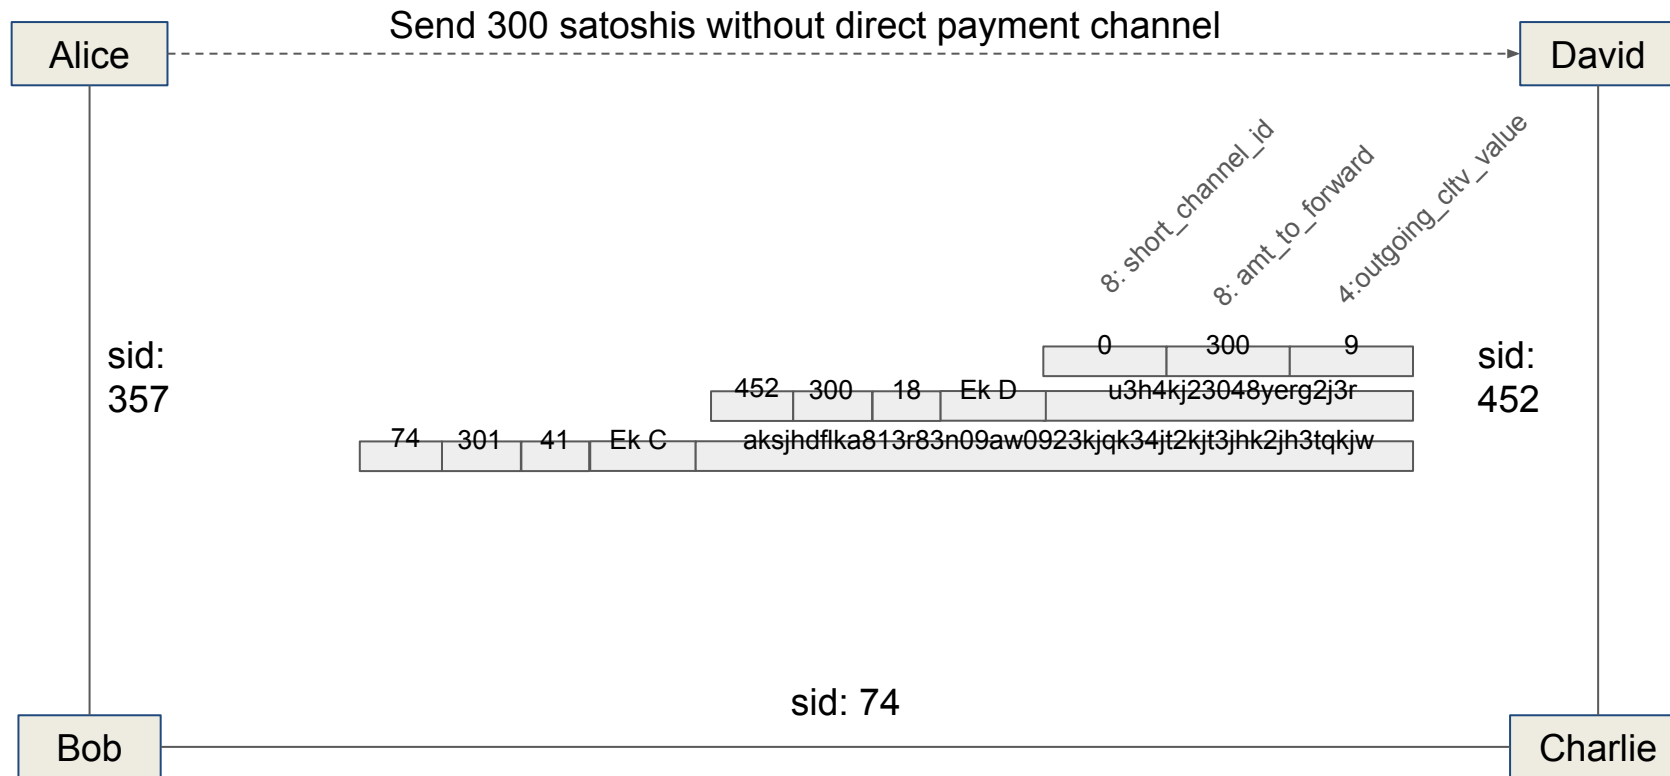 Send 300 satoshis without direct payment channel
Alice
David
8: short_channel_id
8: amt_to_forward
4:outgoing_cltv_value
sid:
357
sid:
452
0 300 9
452 300 18 Ek D u3h4kj23048yerg2j3r
74 301 41 Ek C aksjhdflka813r83n09aw0923kjqk34jt2kjt3jhk2jh3tqkjw
sid: 74
Bob
Charlie